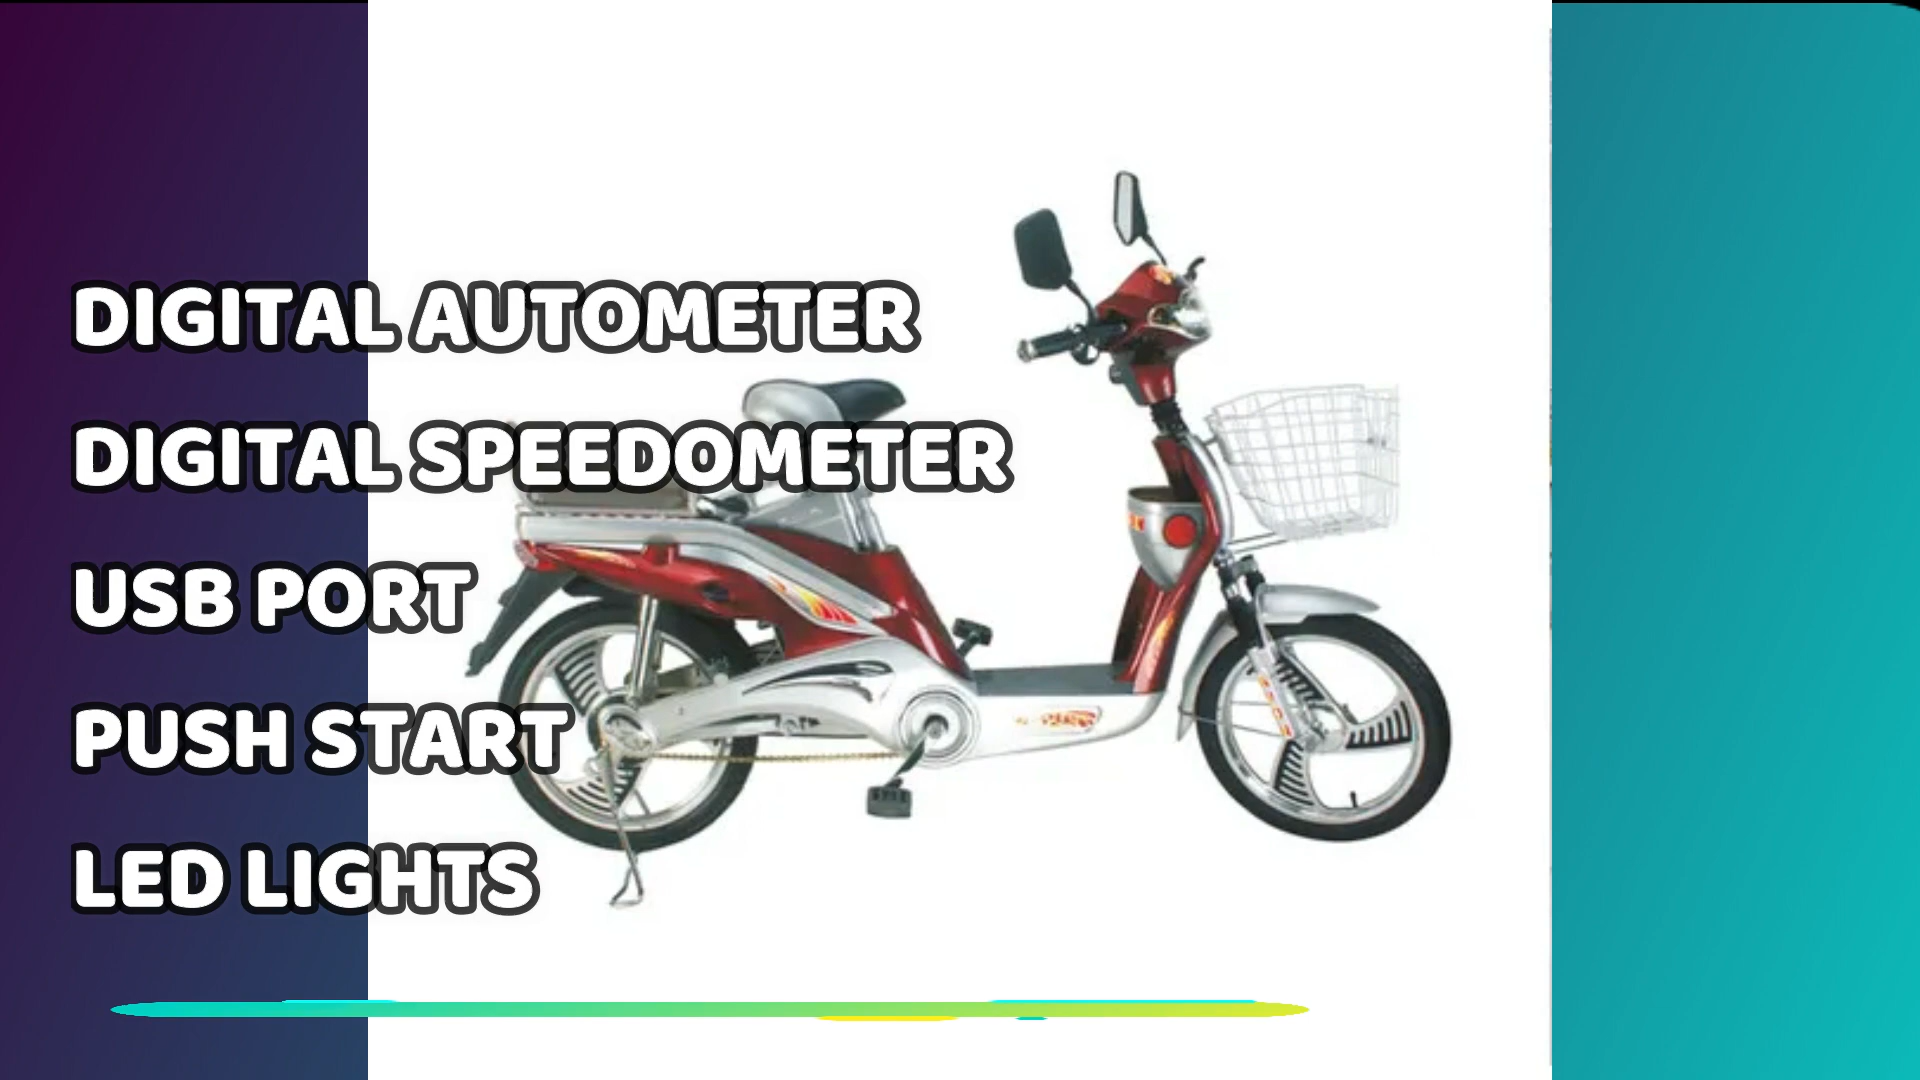 DIGITAL AUTOMETER
DIGITAL SPEEDOMETER
USB PORT
PUSH START
LED LIGHTS